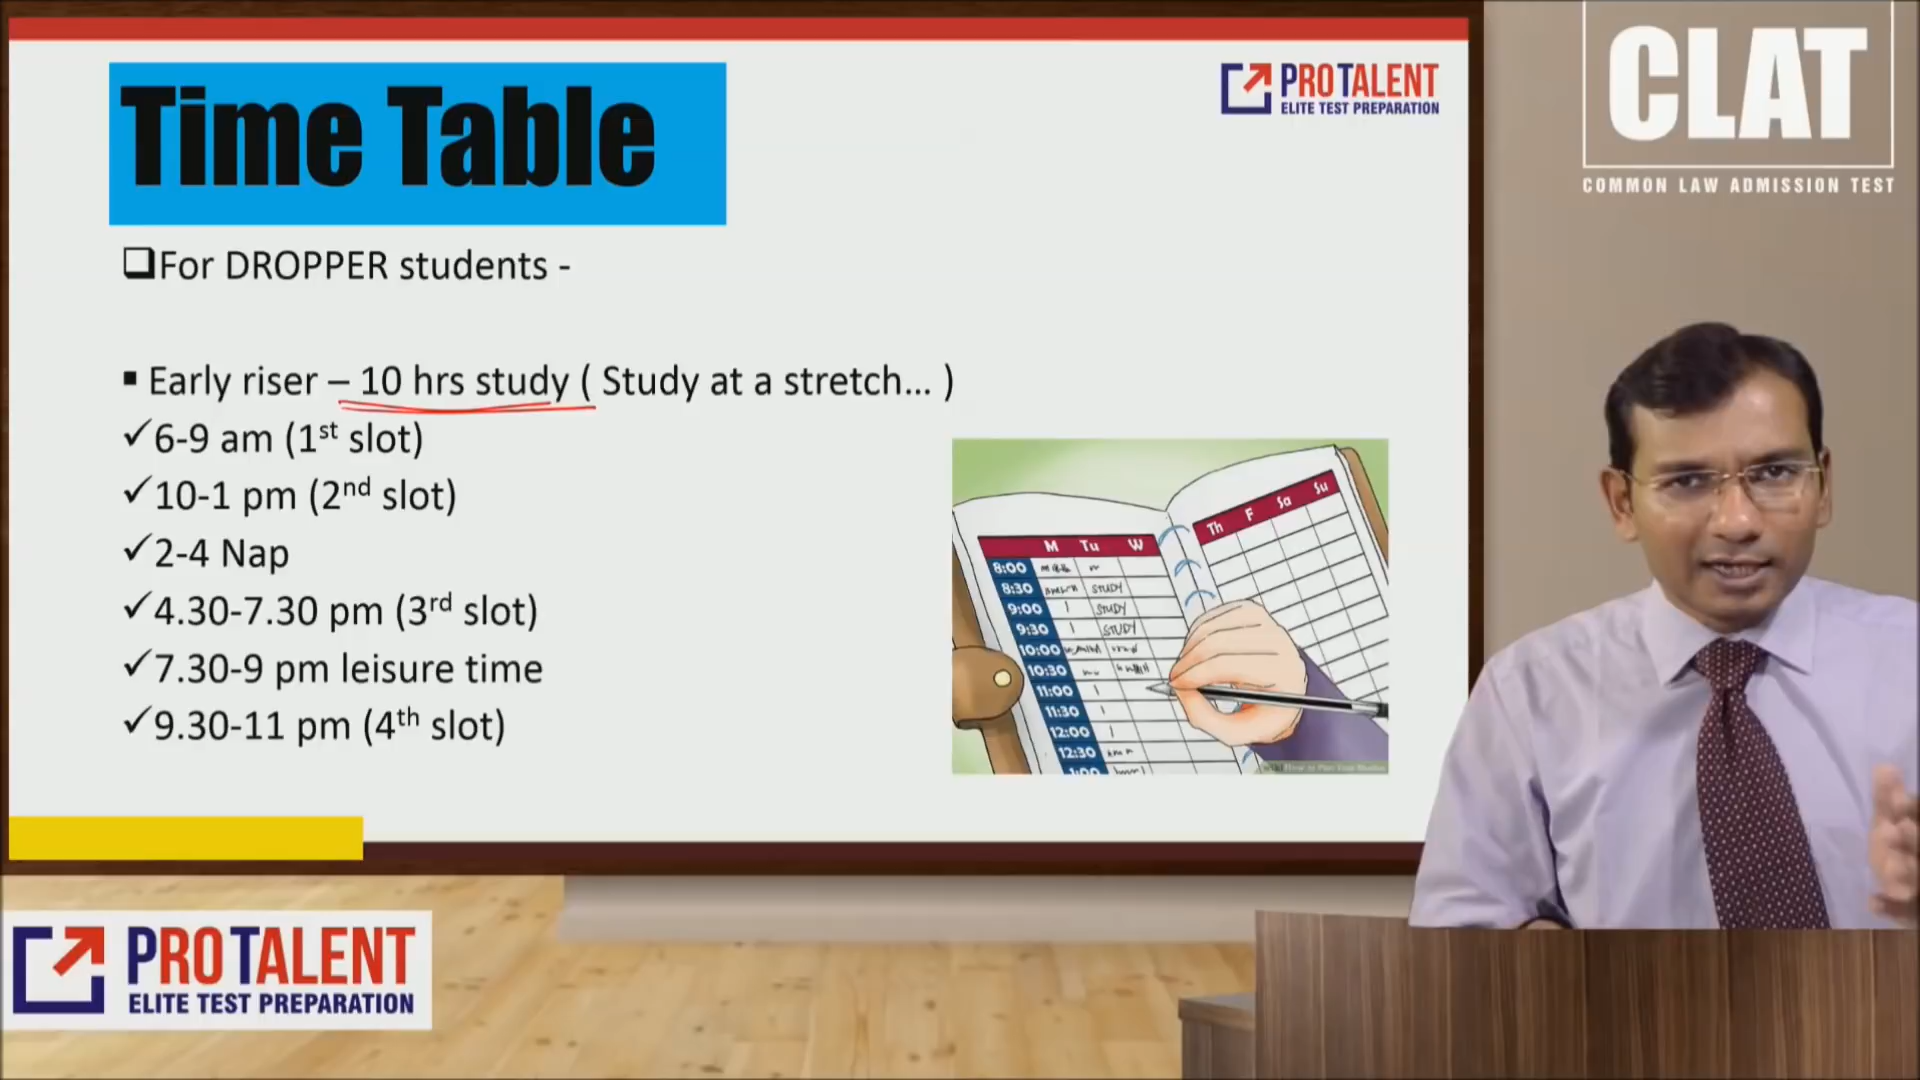 Time Table
PROTALENT
ELITE TEST PREPARATION
CLAT
COMMON LAW ADMISSION TEST
❑For DROPPER students -
▪ Early riser – 10 hrs study ( Study at a stretch... )
✓6-9 am (1st slot)
✓10-1 pm (2nd slot)
✓2-4 Nap
✓4.30-7.30 pm (3rd slot)
✓7.30-9 pm leisure time
✓9.30-11 pm (4th slot)
M Tu W
Th F Sa Su
8:00
8:30 STUDY
9:00 STUDY
9:30 STUDY
10:00
10:30
11:00
11:30
12:00
12:30
1:00
PROTALENT
ELITE TEST PREPARATION